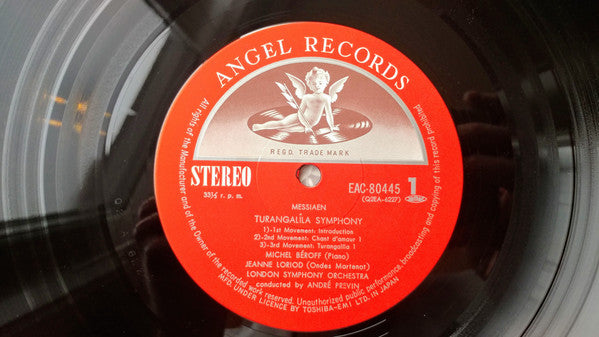 ANGEL RECORDS
REGD. TRADE MARK
STEREO
33⅓ r. p. m.
EAC-80445 1
(Q2RA-6227)
MESSIAEN
TURANGALÎLA SYMPHONY
1)-1st Movement: Introduction
2)-2nd Movement: Chant d'amour 1
3)-3rd Movement: Turangalîla 1
MICHEL BÉROFF (Piano)
JEANNE LORIOD (Ondes Martenot)
LONDON SYMPHONY ORCHESTRA
conducted by ANDRÉ PREVIN
All rights of the Manufacturer and of the Owner of the recorded work reserved. Unauthorized public performance, broadcasting and copying of this record prohibited.
MFD. UNDER LICENCE BY TOSHIBA-EMI LTD. IN JAPAN